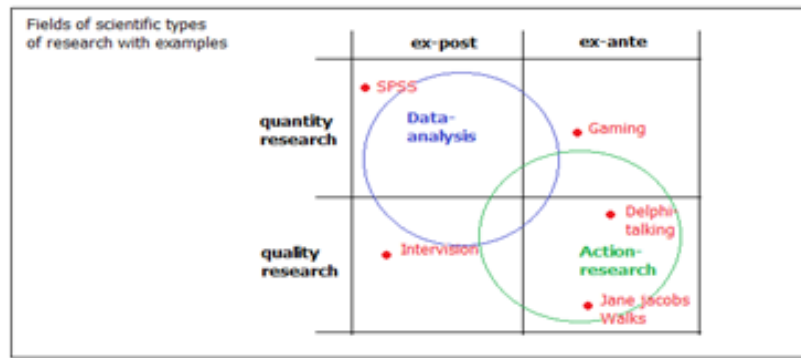 Fields of scientific types
of research with examples
ex-post
ex-ante
SPSS
quantity
research
Data-
analysis
Gaming
quality
research
Intervision
Delphi-
talking
Action-
research
Jane jacobs
Walks